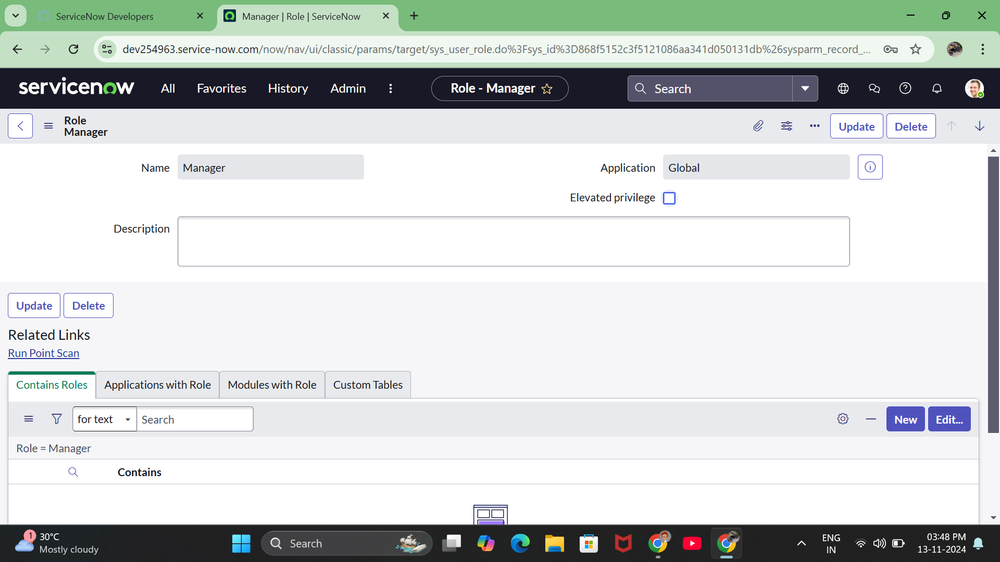 ServiceNow Developers
Manager | Role | ServiceNow
dev254963.service-now.com/now/nav/ui/classic/params/target/sys_user_role.do%3Fsys_id%3D868f5152c3f5121086aa341d050131db%26sysparm_record_...
servicenow
All
Favorites
History
Admin
Role - Manager
Search
Role
Manager
Update
Delete
Name
Manager
Application
Global
Elevated privilege
Description
Update
Delete
Related Links
Run Point Scan
Contains Roles
Applications with Role
Modules with Role
Custom Tables
for text
Search
New
Edit...
Role = Manager
Contains
1
30°C
Mostly cloudy
Search
ENG
IN
03:48 PM
13-11-2024